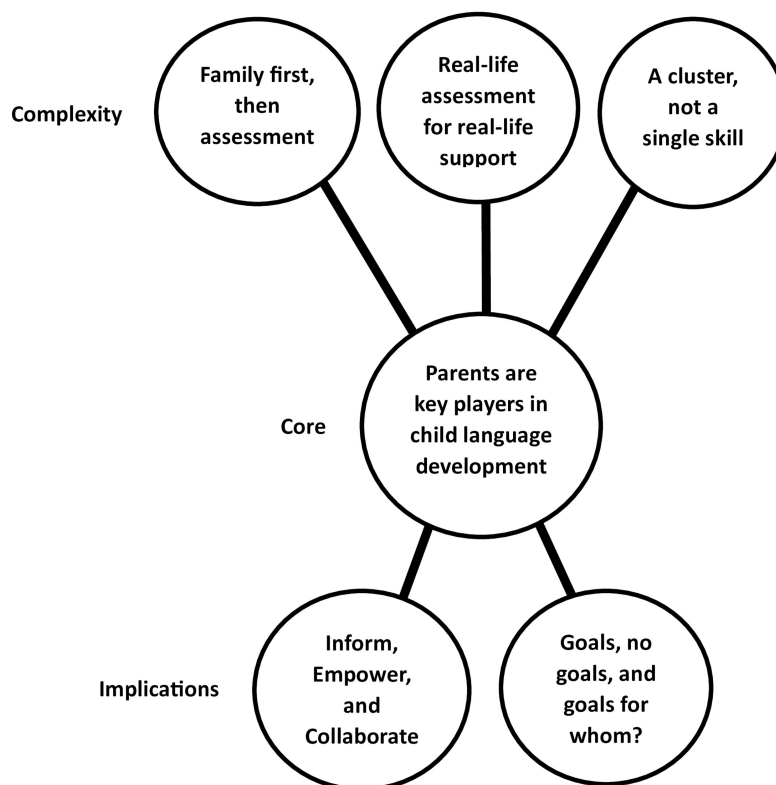 Complexity
Family first,
then
assessment
Real-life
assessment
for real-life
support
A cluster,
not a
single skill
Core
Parents are
key players in
child language
development
Implications
Inform,
Empower,
and
Collaborate
Goals, no
goals, and
goals for
whom?